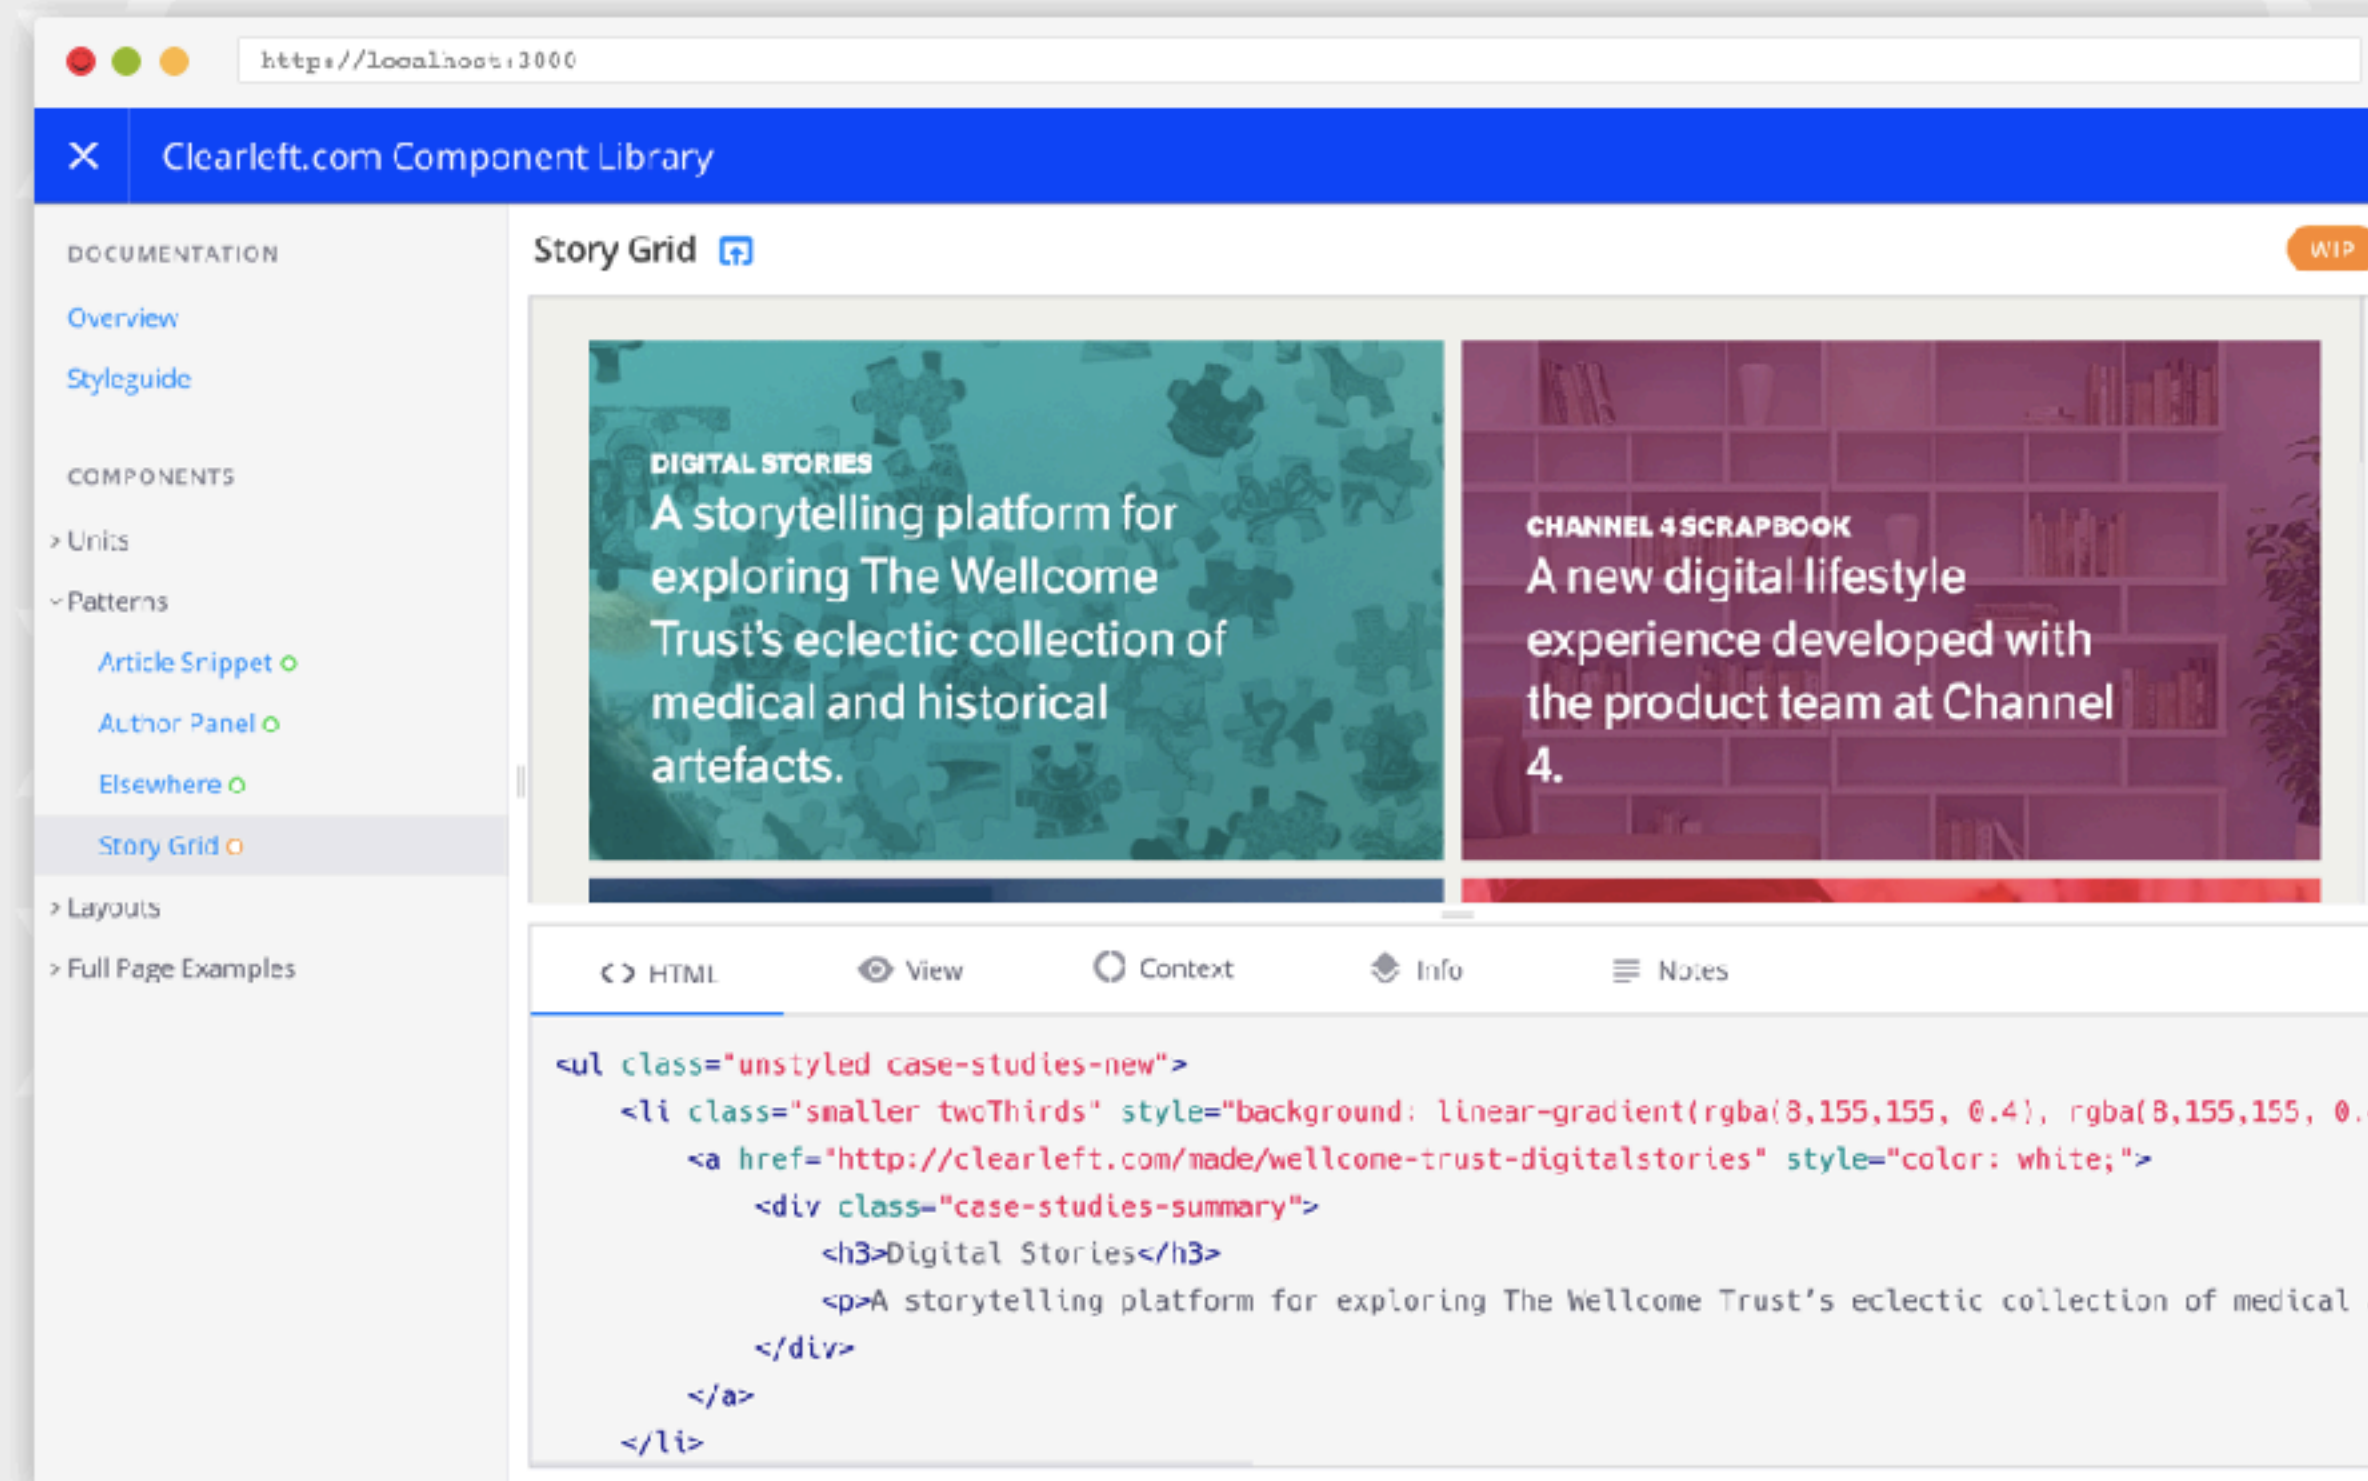 https://localhost:3000
Clearleft.com Component Library
DOCUMENTATION
Overview
Styleguide
COMPONENTS
Units
Patterns
Article Snippet
Author Panel
Elsewhere
Story Grid
Layouts
Full Page Examples
Story Grid
WIP
DIGITAL STORIES
A storytelling platform for
exploring The Wellcome
Trust’s eclectic collection of
medical and historical
artefacts.
CHANNEL 4 SCRAPBOOK
A new digital lifestyle
experience developed with
the product team at Channel
4.
<> HTML
View
Context
Info
Notes
<ul class="unstyled case-studies-new">
<li class="smaller twoThirds" style="background: linear-gradient(rgba(8,155,155, 0.4), rgba(8,155,155, 0.
<a href="http://clearleft.com/made/wellcome-trust-digitalstories" style="color: white;">
<div class="case-studies-summary">
<h3>Digital Stories</h3>
<p>A storytelling platform for exploring The Wellcome Trust’s eclectic collection of medical
</div>
</a>
</li>